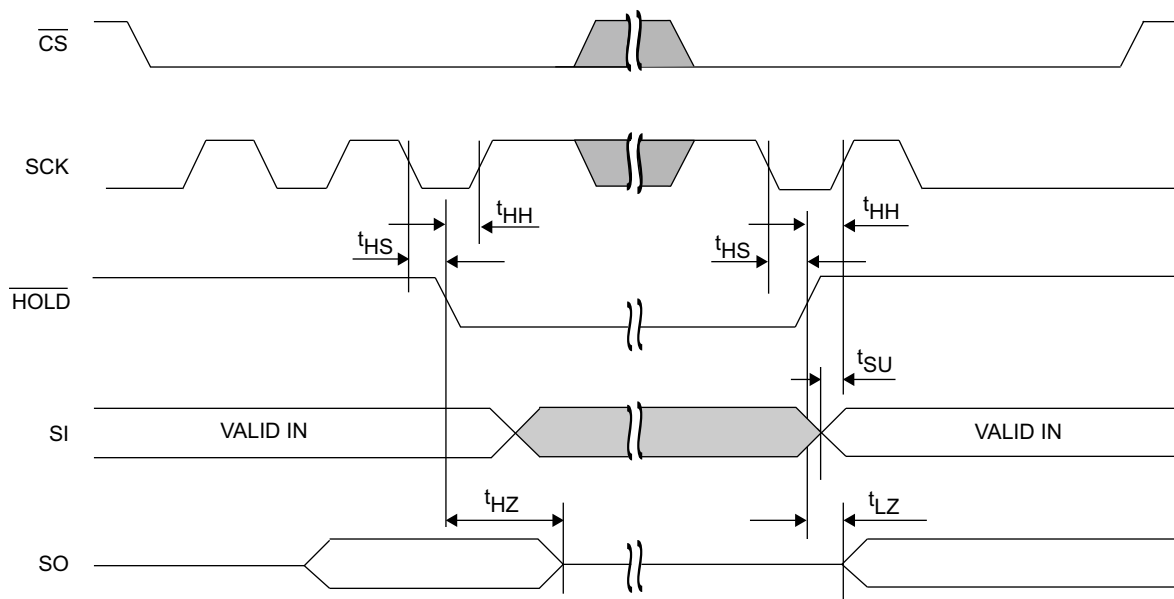 CS
SCK
tHH
tHH
tHS
tHS
HOLD
tSU
SI
VALID IN
VALID IN
tHZ
tLZ
SO